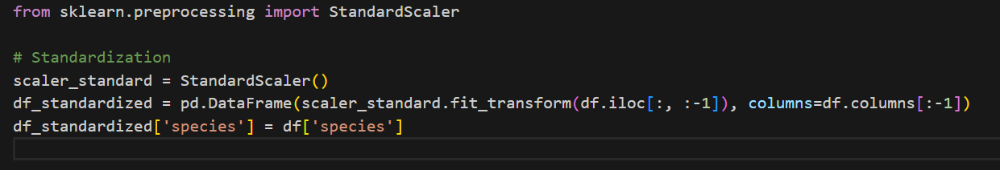 from sklearn.preprocessing import StandardScaler
# Standardization
scaler_standard = StandardScaler()
df_standardized = pd.DataFrame(scaler_standard.fit_transform(df.iloc[:, :-1]), columns=df.columns[:-1])
df_standardized['species'] = df['species']